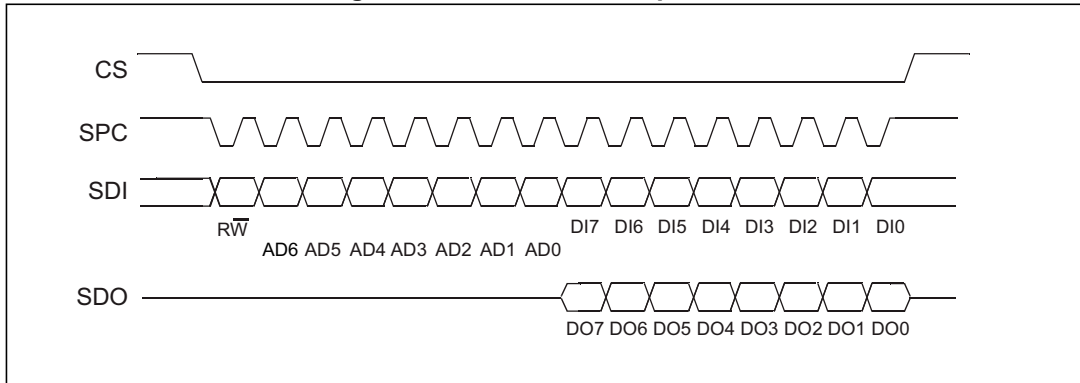 CS
SPC
SDI
RW
DI7 DI6 DI5 DI4 DI3 DI2 DI1 DI0
AD6 AD5 AD4 AD3 AD2 AD1 AD0
SDO
DO7 DO6 DO5 DO4 DO3 DO2 DO1 DO0